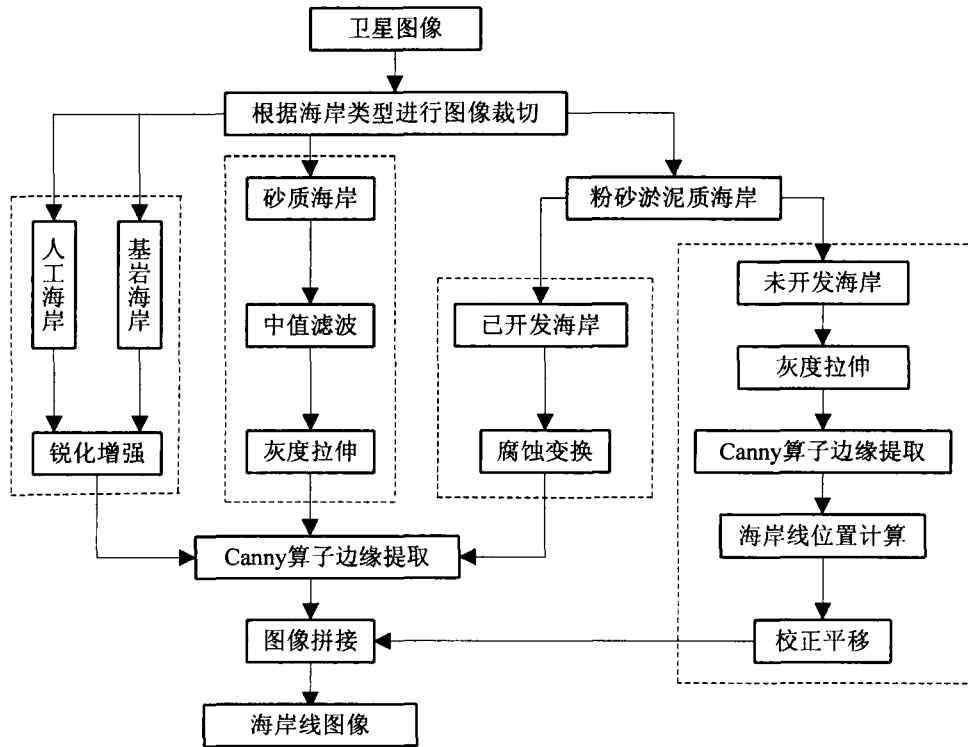 卫星图像
根据海岸类型进行图像裁切
砂质海岸
粉砂淤泥质海岸
人工海岸
基岩海岸
未开发海岸
中值滤波
已开发海岸
灰度拉伸
锐化增强
灰度拉伸
腐蚀变换
Canny算子边缘提取
海岸线位置计算
Canny算子边缘提取
图像拼接
校正平移
海岸线图像